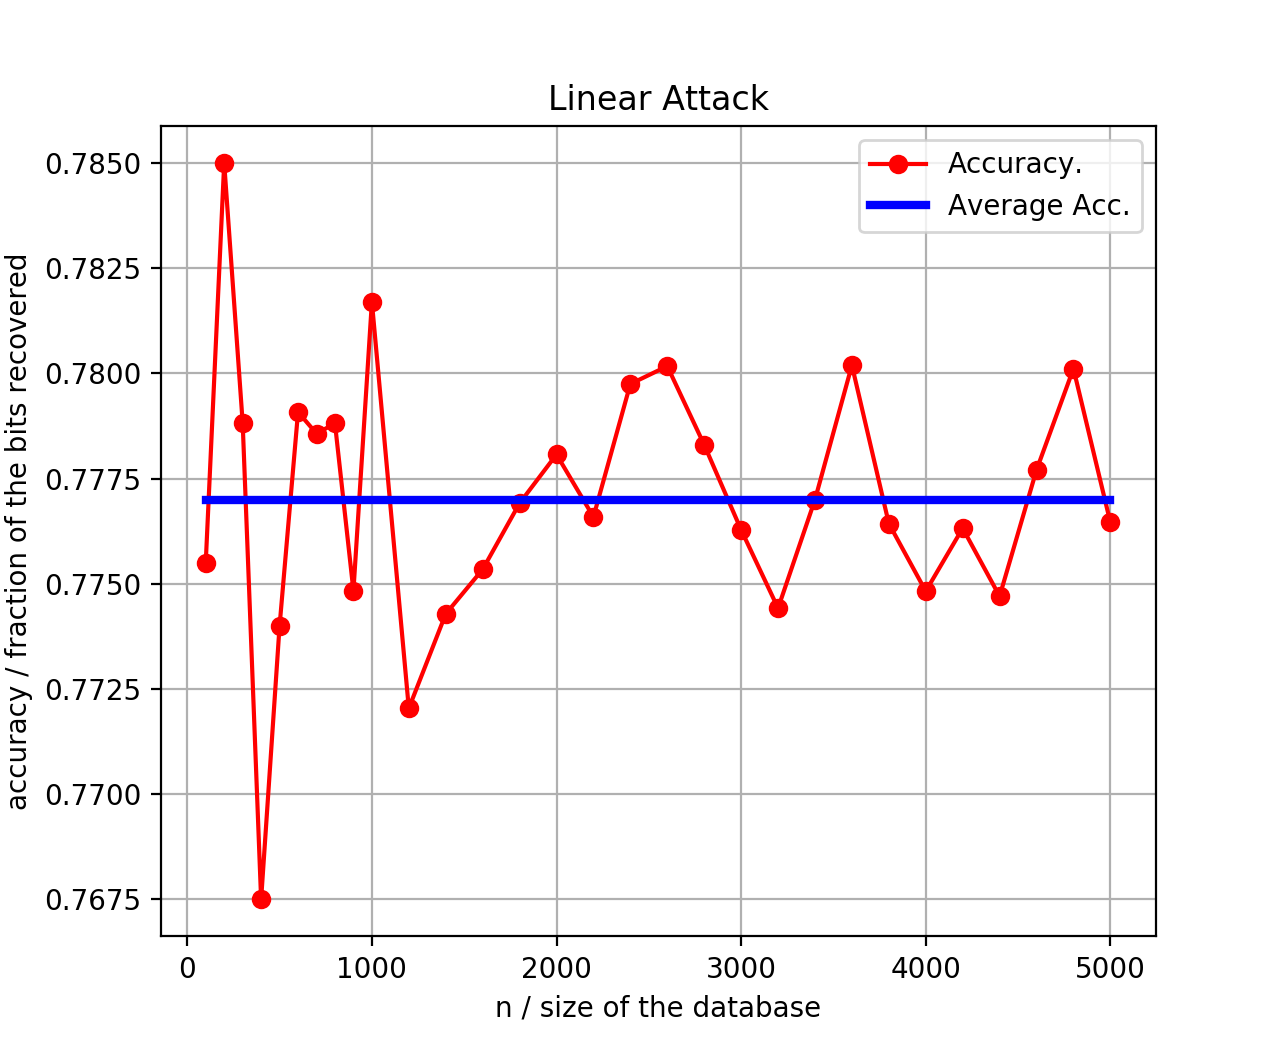 Linear Attack
accuracy / fraction of the bits recovered
0.7850
0.7825
0.7800
0.7775
0.7750
0.7725
0.7700
0.7675
Accuracy.
Average Acc.
0 1000 2000 3000 4000 5000
n / size of the database